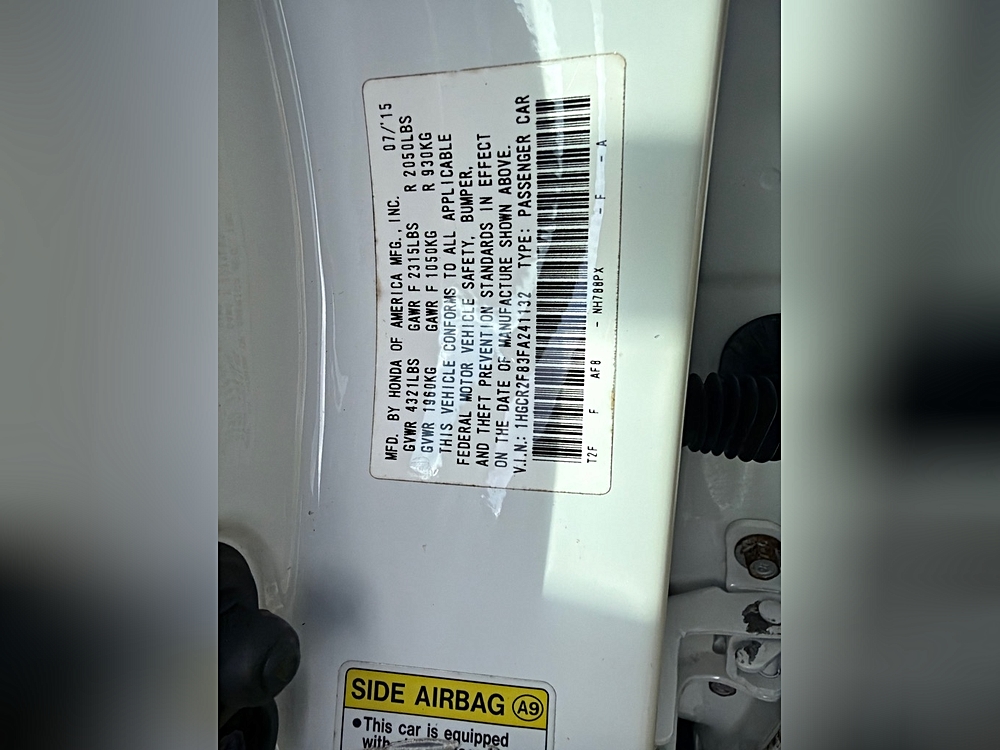 MFD. BY HONDA OF AMERICA MFG., INC. 07/'15
GVWR 4321LBS GAWR F 2315LBS R 2050LBS
GVWR 1960KG GAWR F 1050KG R 930KG
THIS VEHICLE CONFORMS TO ALL APPLICABLE
FEDERAL MOTOR VEHICLE SAFETY, BUMPER,
AND THEFT PREVENTION STANDARDS IN EFFECT
ON THE DATE OF MANUFACTURE SHOWN ABOVE.
V.I.N.: 1HGCR2F83FA241132 TYPE: PASSENGER CAR
T2F F AF8 - NH788PX - F - A
SIDE AIRBAG A9
●This car is equipped
with